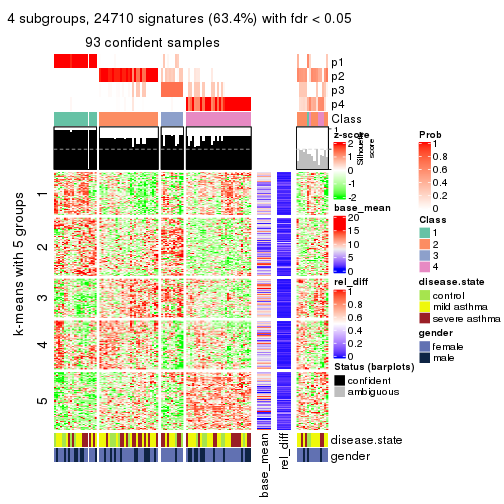 4 subgroups, 24710 signatures (63.4%) with fdr < 0.05
93 confident samples
p1
p2
p3
p4
Class
1
Silhouette
score
k-means with 5 groups
1
2
3
4
5
z-score
2
1
0
-1
-2
base_mean
20
15
10
5
0
rel_diff
1
0.8
0.6
0.4
0.2
0
Status (barplots)
confident
ambiguous
Prob
1
0.8
0.6
0.4
0.2
0
Class
1
2
3
4
disease.state
control
mild asthma
severe asthma
gender
female
male
disease.state
gender
base_mean
rel_diff